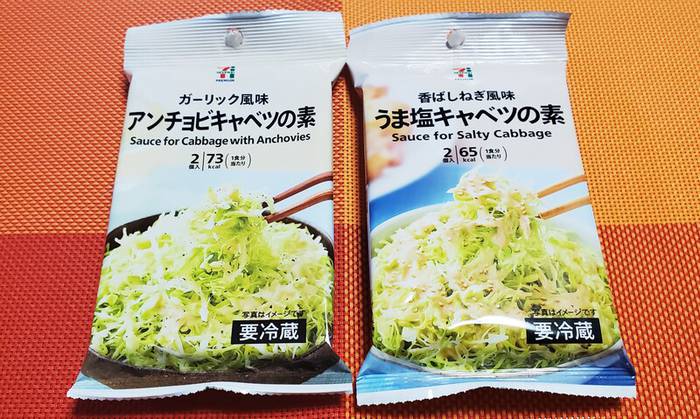 ガーリック風味
アンチョビキャベツの素
Sauce for Cabbage with Anchovies
2個入 73kcal (1食分当たり)
写真はイメージです
要冷蔵
香ばしねぎ風味
うま塩キャベツの素
Sauce for Salty Cabbage
2個入 65kcal (1食分当たり)
写真はイメージです
要冷蔵